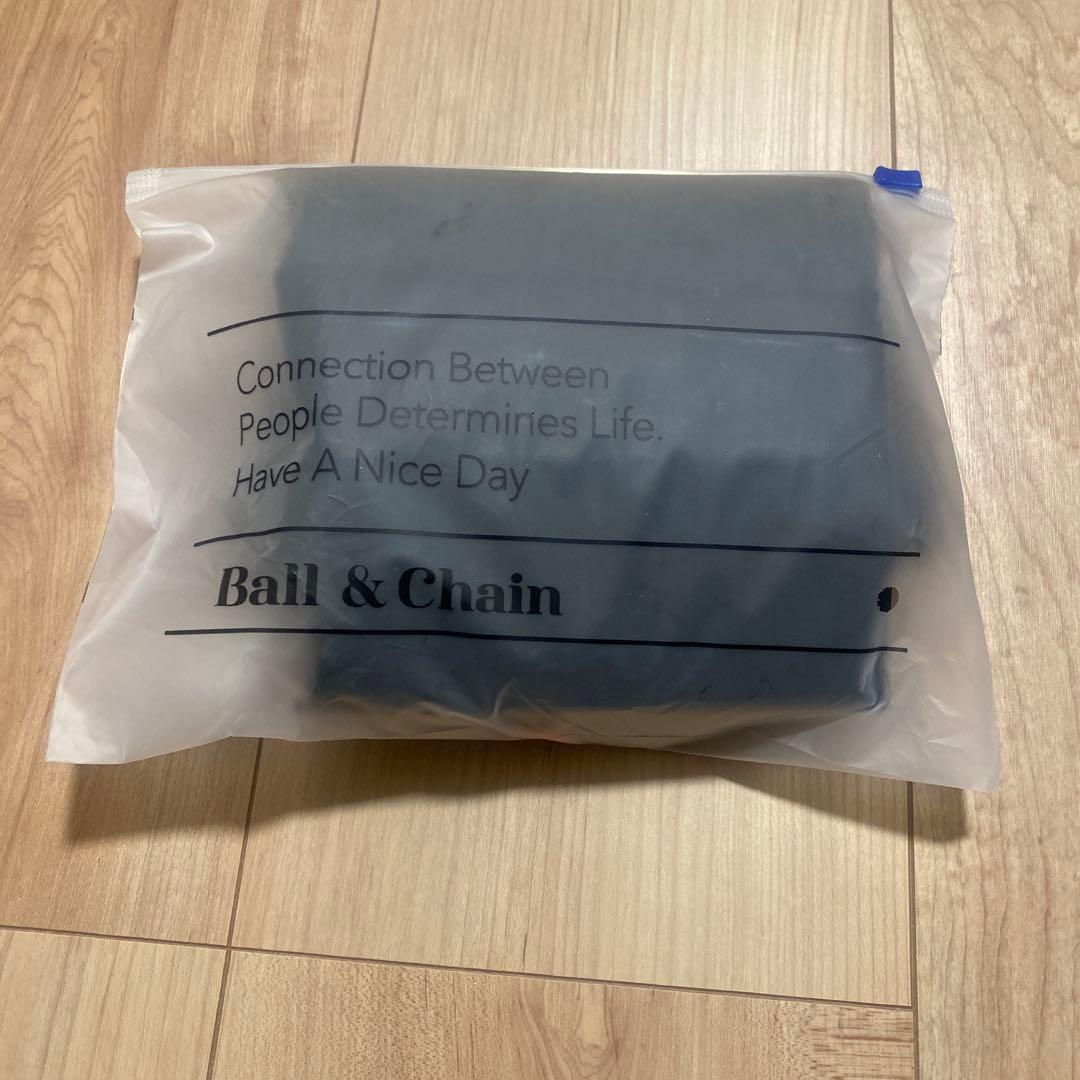 Connection Between
People Determines Life.
Have A Nice Day
Ball & Chain